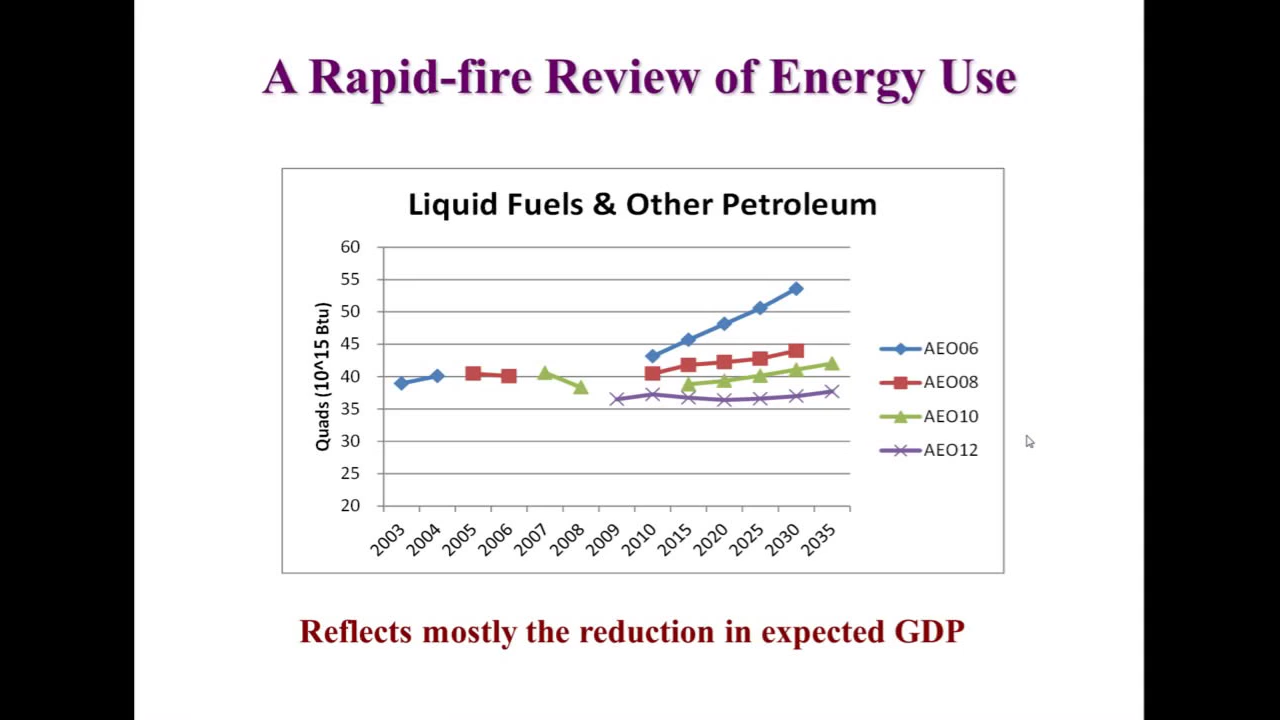 A Rapid-fire Review of Energy Use
Liquid Fuels & Other Petroleum
Quads (10^15 Btu)
60
55
50
45
40
35
30
25
20
2003
2004
2005
2006
2007
2008
2009
2010
2015
2020
2025
2030
2035
AEO06
AEO08
AEO10
AEO12
Reflects mostly the reduction in expected GDP